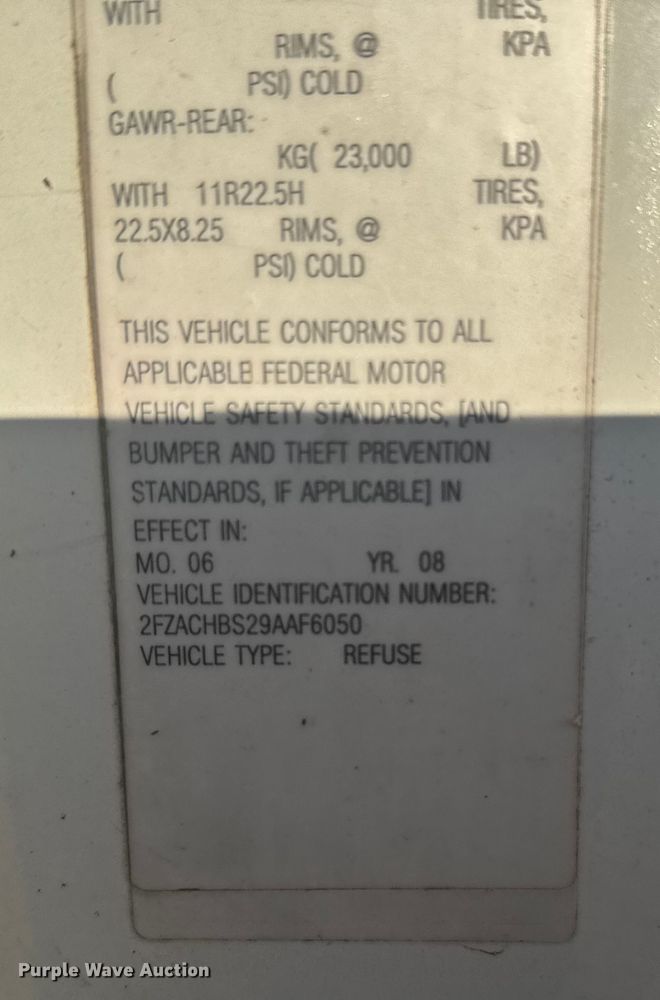 WITH TIRES,
RIMS, @ KPA
( PSI) COLD
GAWR-REAR:
KG( 23,000 LB)
WITH 11R22.5H TIRES,
22.5X8.25 RIMS, @ KPA
( PSI) COLD
THIS VEHICLE CONFORMS TO ALL
APPLICABLE FEDERAL MOTOR
VEHICLE SAFETY STANDARDS, [AND
BUMPER AND THEFT PREVENTION
STANDARDS, IF APPLICABLE] IN
EFFECT IN:
MO. 06 YR. 08
VEHICLE IDENTIFICATION NUMBER:
2FZACHBS29AAF6050
VEHICLE TYPE: REFUSE
Purple Wave Auction